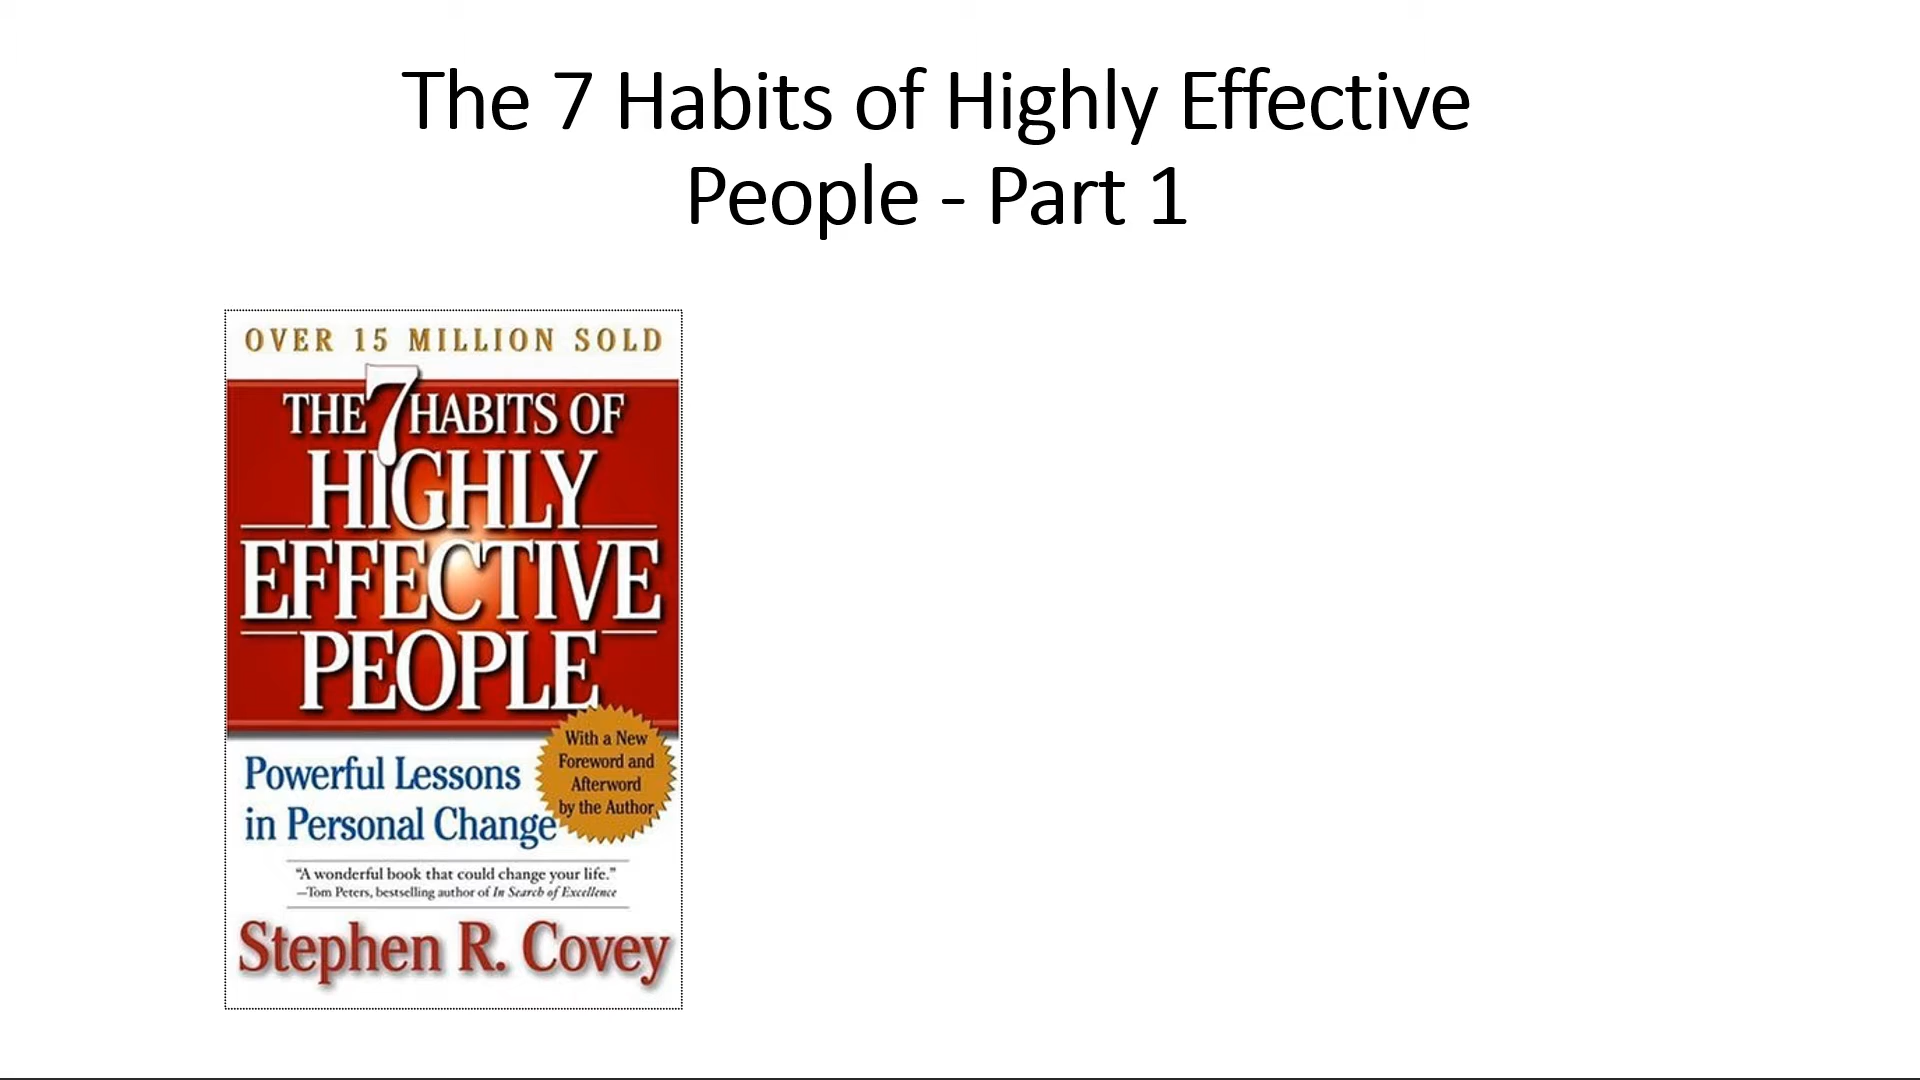 The 7 Habits of Highly Effective
People - Part 1
OVER 15 MILLION SOLD
THE 7 HABITS OF
HIGHLY
EFFECTIVE
PEOPLE
With a New
Foreword and
Afterword
by the Author
Powerful Lessons
in Personal Change
“A wonderful book that could change your life.”
—Tom Peters, bestselling author of In Search of Excellence
Stephen R. Covey